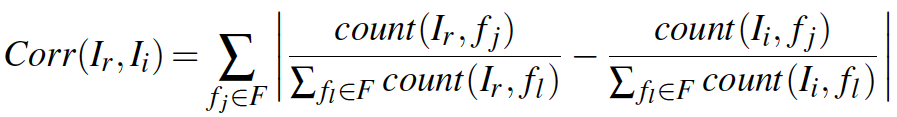 $Corr(I_r, I_i) = \sum_{f_j \in F} \left| \frac{count(I_r, f_j)}{\sum_{f_l \in F} count(I_r, f_l)} - \frac{count(I_i, f_j)}{\sum_{f_l \in F} count(I_i, f_l)} \right|$